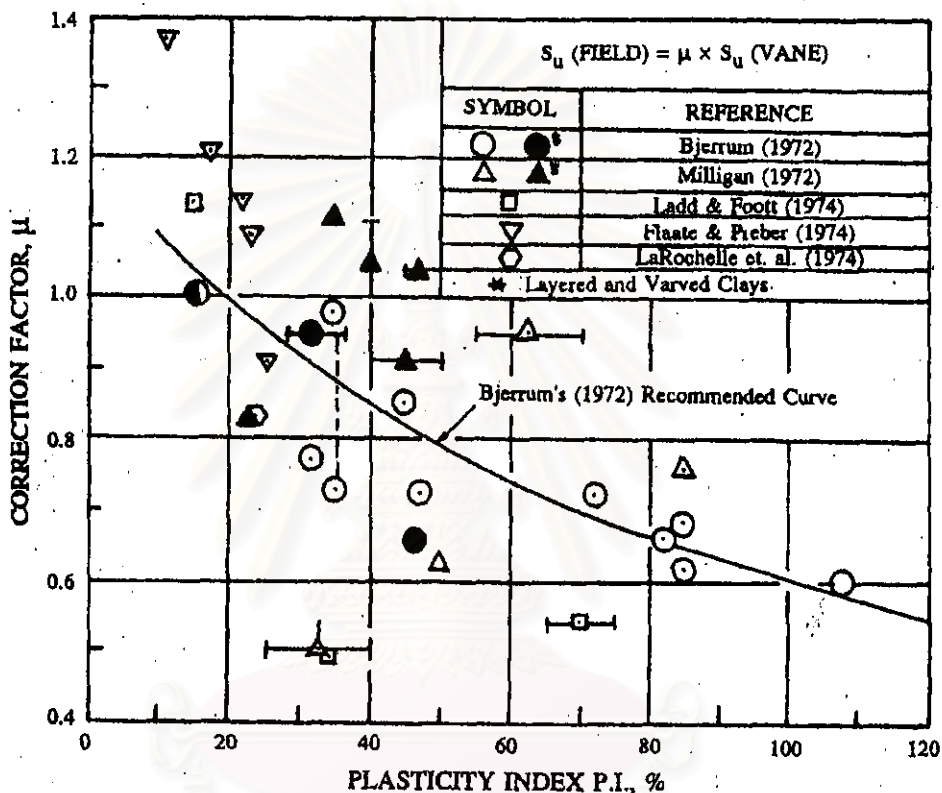 1.4
1.2
1.0
0.8
0.6
0.4
CORRECTION FACTOR, μ
S_u (FIELD) = μ × S_u (VANE)
SYMBOL REFERENCE
* Bjerrum (1972)
* Milligan (1972)
Ladd & Foott (1974)
Flaate & Preber (1974)
LaRochelle et. al. (1974)
* Layered and Varved Clays
Bjerrum's (1972) Recommended Curve
0 20 40 60 80 100 120
PLASTICITY INDEX P.I., %